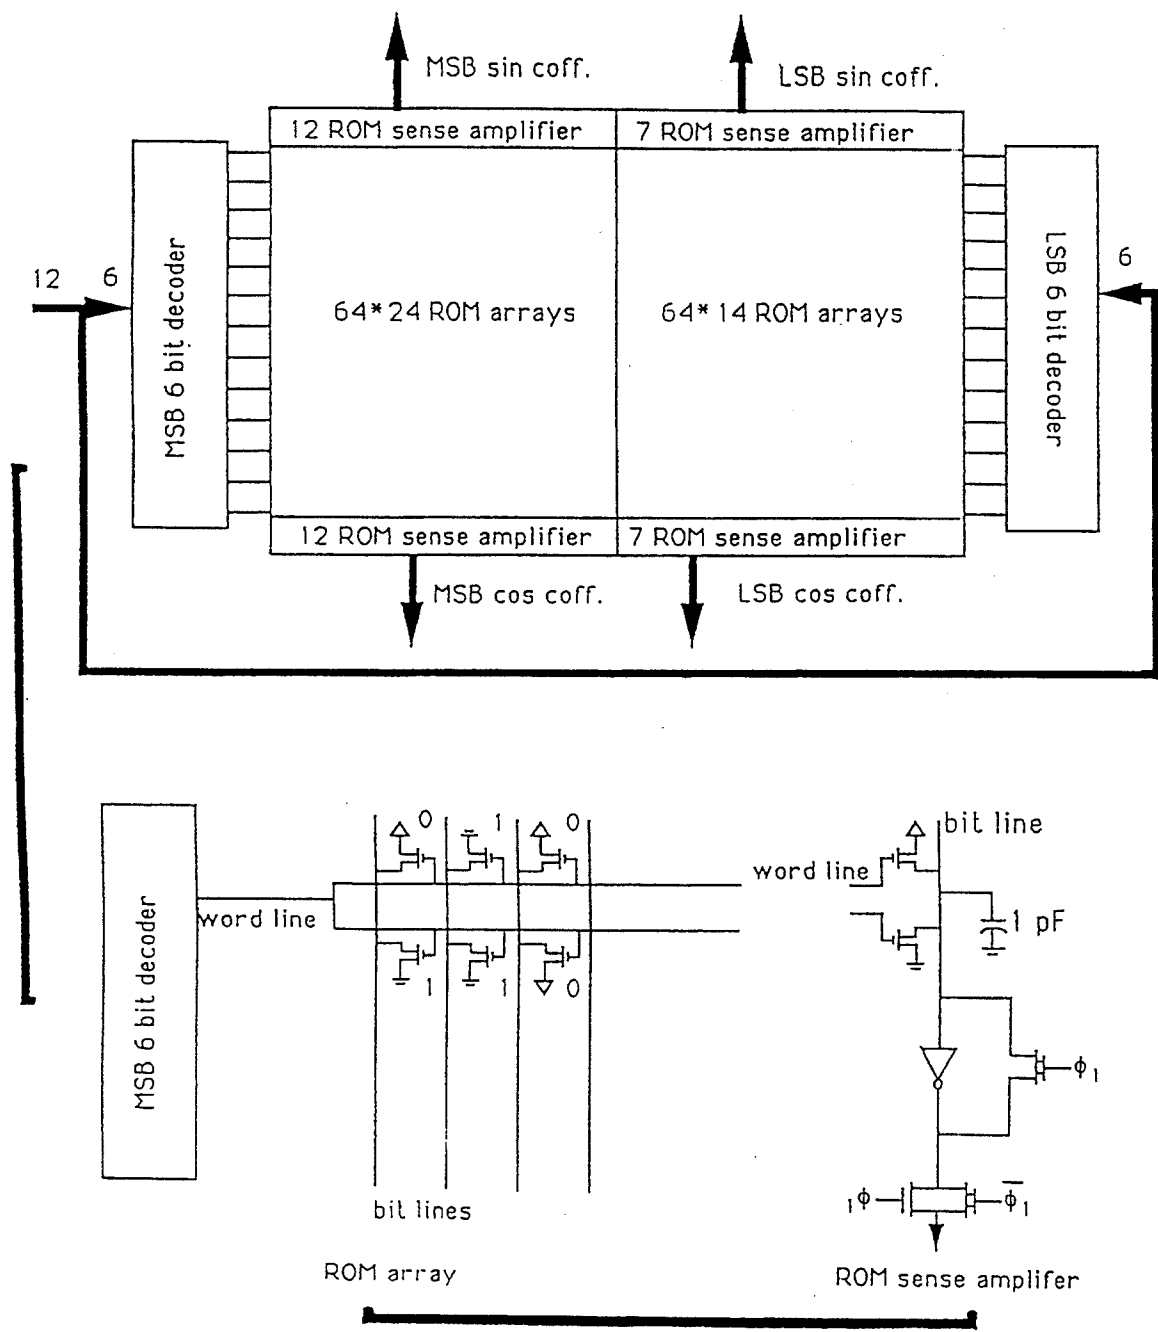 MSB sin coff.
LSB sin coff.
12 ROM sense amplifier
7 ROM sense amplifier
12
6
MSB 6 bit decoder
64*24 ROM arrays
64*14 ROM arrays
LSB 6 bit decoder
6
12 ROM sense amplifier
7 ROM sense amplifier
MSB cos coff.
LSB cos coff.
MSB 6 bit decoder
word line
0
1
0
1
1
0
bit lines
ROM array
bit line
word line
1 pF
ϕ1
1ϕ
ϕ̅1
ROM sense amplifer